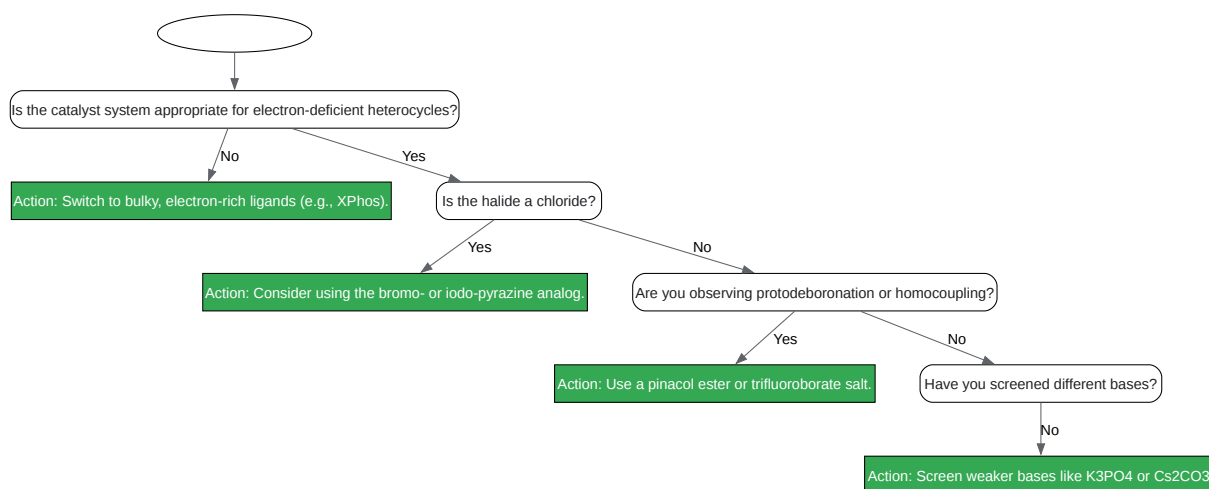 Is the catalyst system appropriate for electron-deficient heterocycles?
No
Yes
Action: Switch to bulky, electron-rich ligands (e.g., XPhos).
Is the halide a chloride?
Yes
No
Action: Consider using the bromo- or iodo-pyrazine analog.
Are you observing protodeboronation or homocoupling?
Yes
No
Action: Use a pinacol ester or trifluoroborate salt.
Have you screened different bases?
No
Action: Screen weaker bases like K3PO4 or Cs2CO3